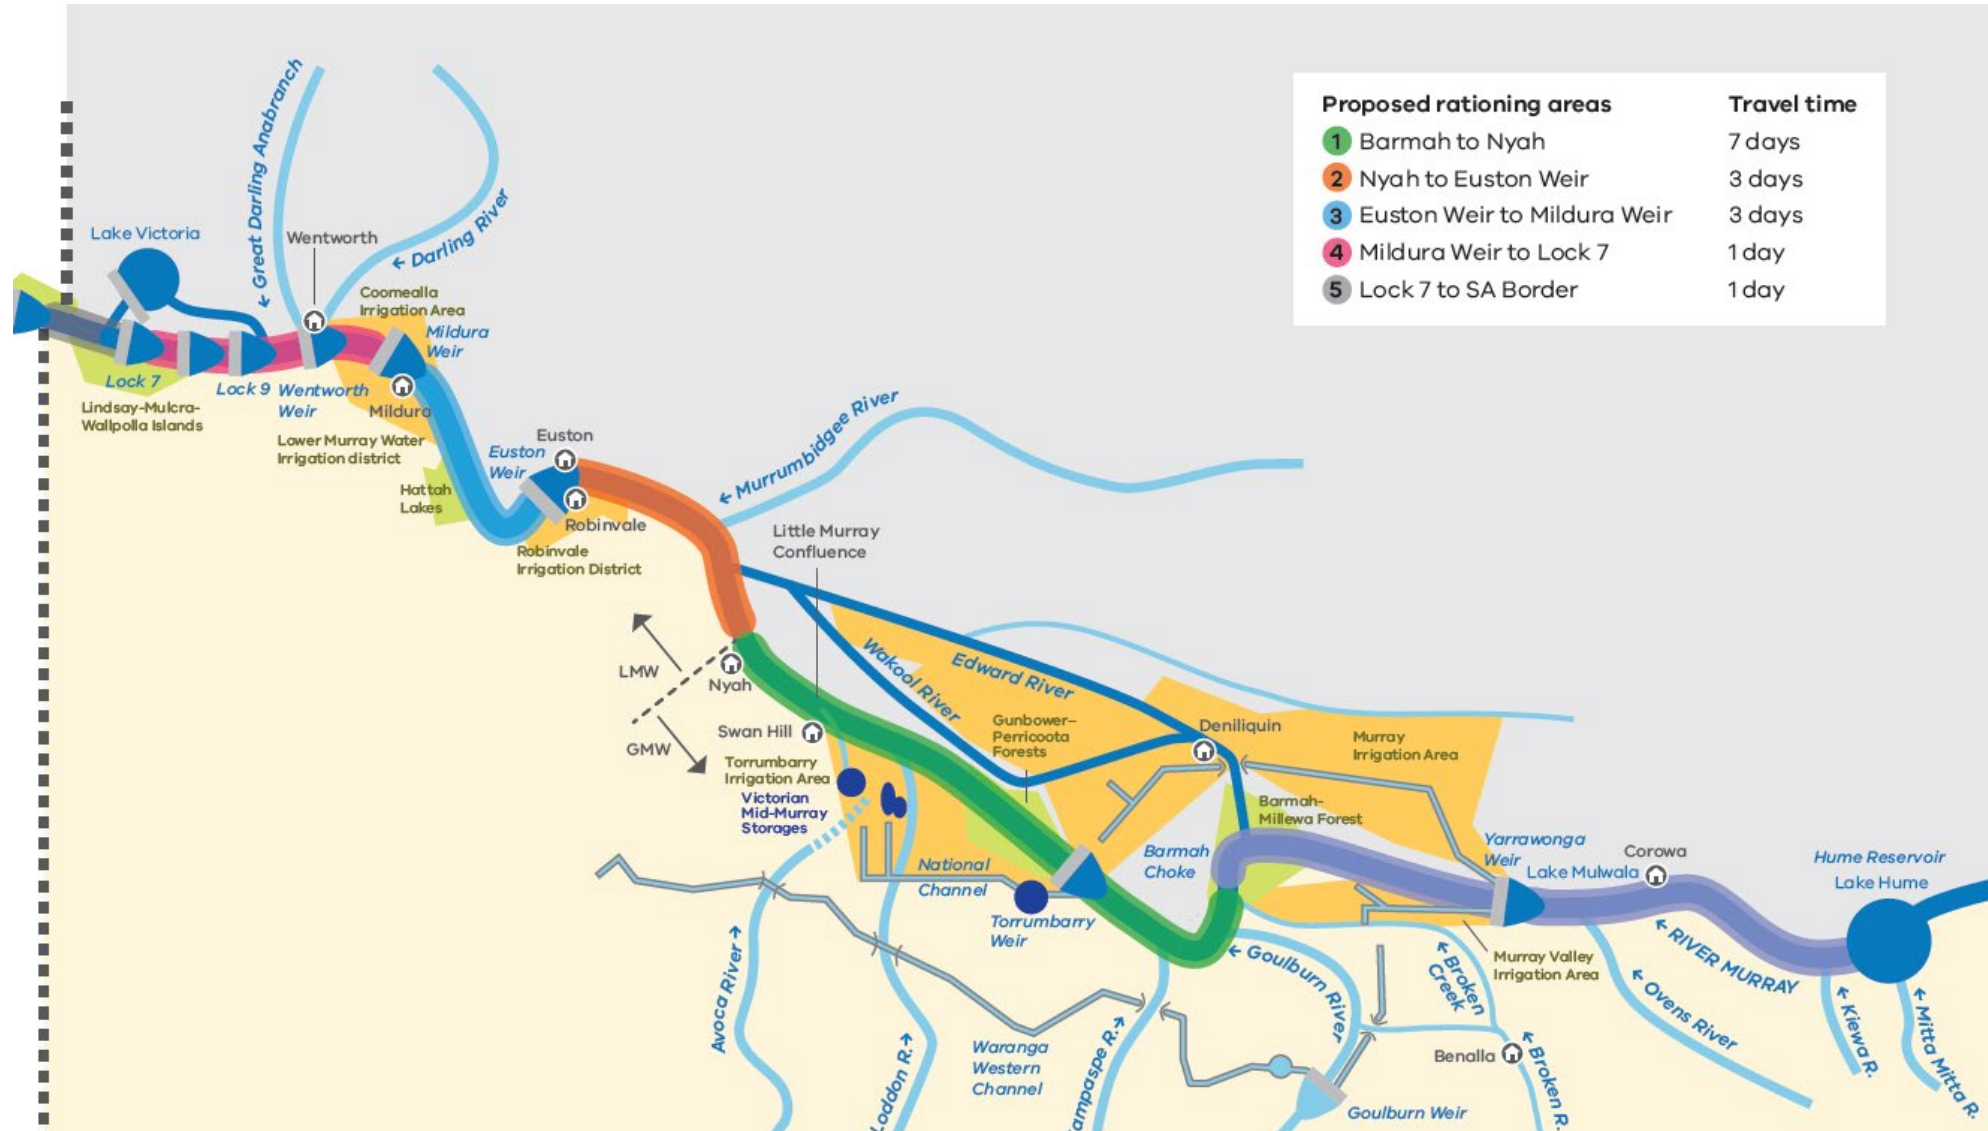 Proposed rationing areas Travel time
1 Barmah to Nyah 7 days
2 Nyah to Euston Weir 3 days
3 Euston Weir to Mildura Weir 3 days
4 Mildura Weir to Lock 7 1 day
5 Lock 7 to SA Border 1 day
← Great Darling Anabranch
← Darling River
Lake Victoria
Wentworth
Coomealla
Irrigation Area
Mildura
Weir
Lock 7
Lock 9
Wentworth
Weir
Mildura
Lindsay-Mulcra-
Wallpolla Islands
Lower Murray Water
Irrigation district
Euston
Euston
Weir
Hattah
Lakes
Robinvale
Robinvale
Irrigation District
← Murrumbidgee River
Little Murray
Confluence
LMW
GMW
Nyah
Swan Hill
Wakool River
Edward River
Gunbower–
Perricoota
Forests
Deniliquin
Murray
Irrigation Area
Torrumbarry
Irrigation Area
Victorian
Mid-Murray
Storages
Barmah-
Millewa Forest
Barmah
Choke
Yarrawonga
Weir
Lake Mulwala
Corowa
Hume Reservoir
Lake Hume
National
Channel
Torrumbarry
Weir
← RIVER MURRAY
Murray Valley
Irrigation Area
← Goulburn River
← Broken
Creek
← Ovens River
← Kiewa R.
← Mitta Mitta R.
Avoca River →
Loddon R. →
Waranga
Western
Channel
ampaspe R. →
Benalla
← Broken R.
Goulburn Weir